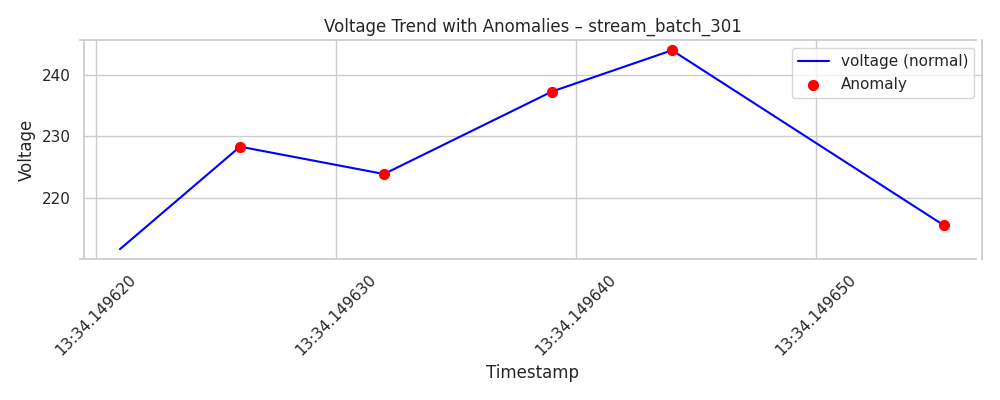 Voltage Trend with Anomalies – stream_batch_301
voltage (normal)
Anomaly
Voltage
240
230
220
13:34.149620
13:34.149630
13:34.149640
13:34.149650
Timestamp